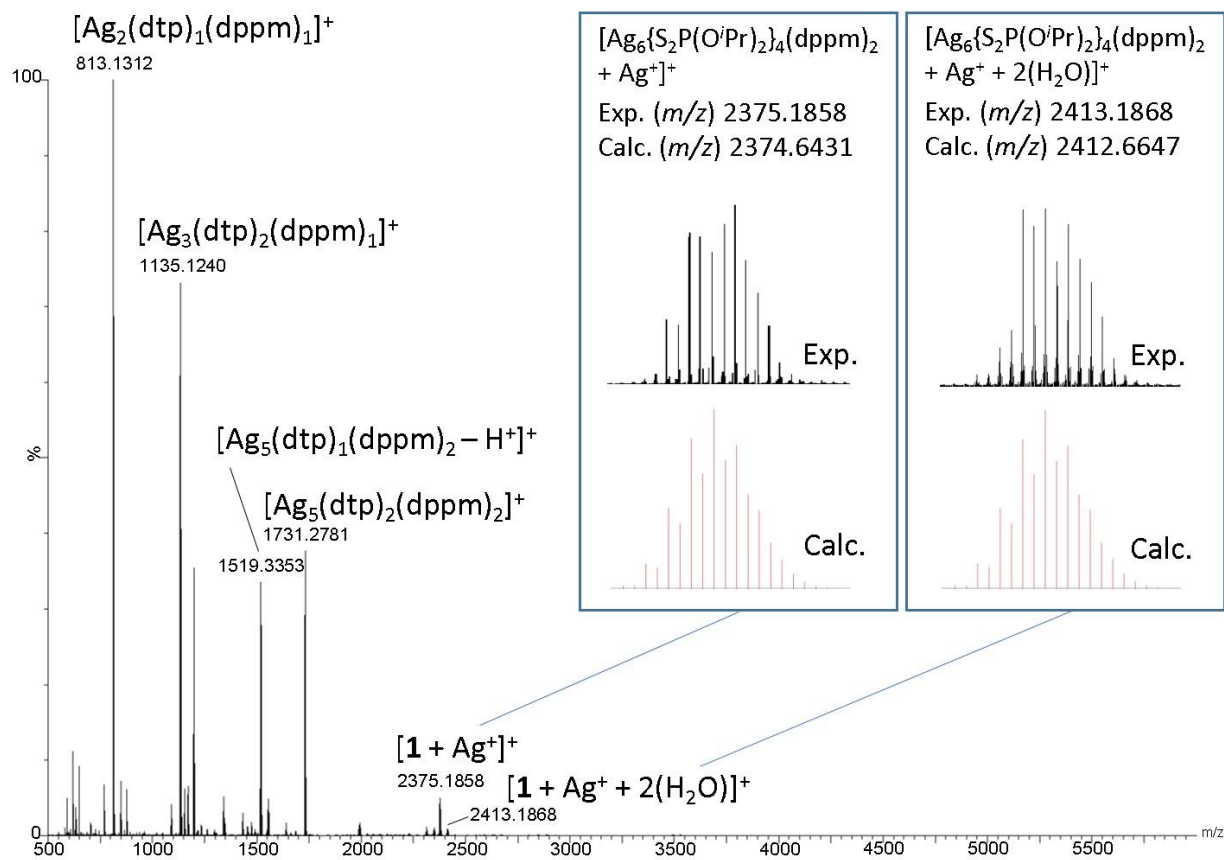 [Ag₂(dtp)₁(dppm)₁]⁺
813.1312
[Ag₃(dtp)₂(dppm)₁]⁺
1135.1240
[Ag₅(dtp)₁(dppm)₂ – H⁺]⁺
1519.3353
[Ag₅(dtp)₂(dppm)₂]⁺
1731.2781
[1 + Ag⁺]⁺
2375.1858
[1 + Ag⁺ + 2(H₂O)]⁺
2413.1868
[Ag₆{S₂P(OⁱPr)₂}₄(dppm)₂
+ Ag⁺]⁺
Exp. (m/z) 2375.1858
Calc. (m/z) 2374.6431
Exp.
Calc.
[Ag₆{S₂P(OⁱPr)₂}₄(dppm)₂
+ Ag⁺ + 2(H₂O)]⁺
Exp. (m/z) 2413.1868
Calc. (m/z) 2412.6647
Exp.
Calc.
100
%
0
500 1000 1500 2000 2500 3000 3500 4000 4500 5000 5500 m/z